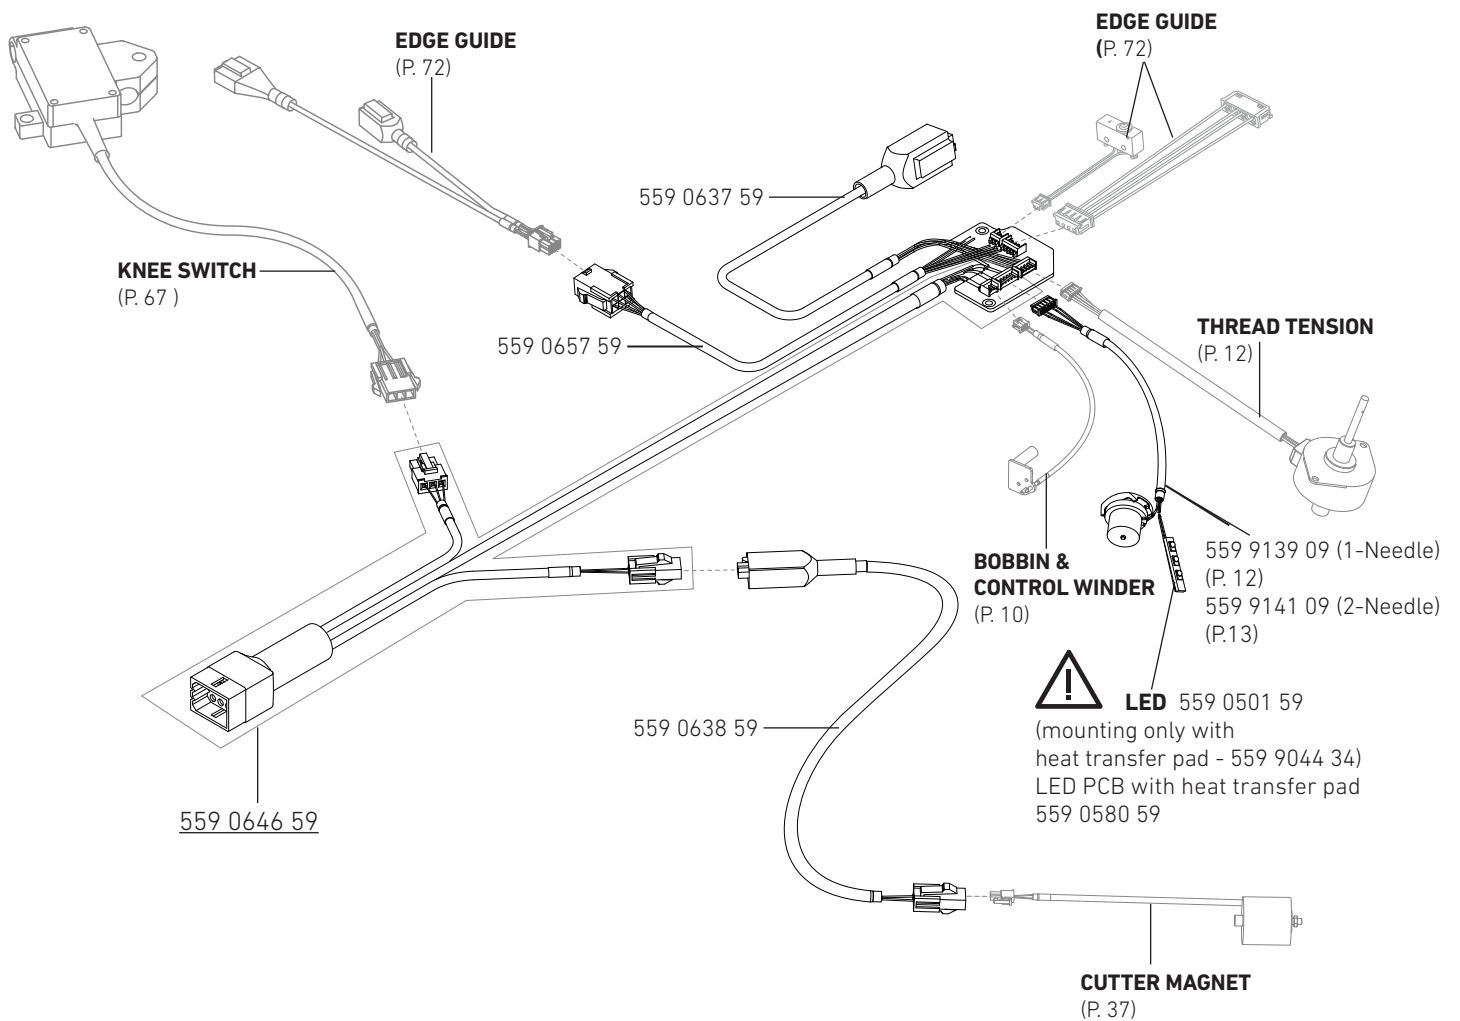 EDGE GUIDE
(P. 72)
EDGE GUIDE
(P. 72)
559 0637 59
KNEE SWITCH
(P. 67 )
559 0657 59
THREAD TENSION
(P. 12)
BOBBIN &
CONTROL WINDER
(P. 10)
559 9139 09 (1-Needle)
(P. 12)
559 9141 09 (2-Needle)
(P.13)
LED 559 0501 59
(mounting only with
heat transfer pad - 559 9044 34)
LED PCB with heat transfer pad
559 0580 59
559 0638 59
559 0646 59
CUTTER MAGNET
(P. 37)